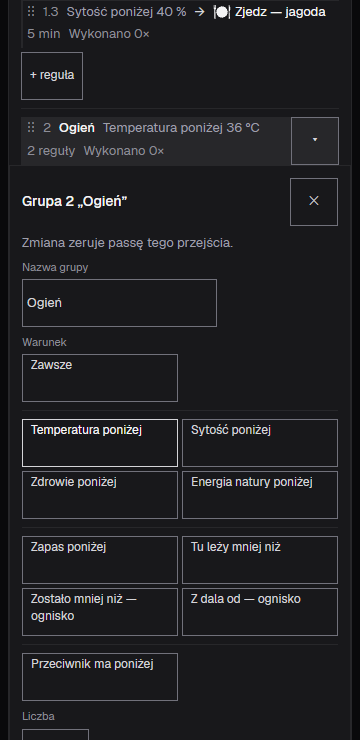 1.3 Sytość poniżej 40 % → 🍽 Zjedz — jagoda
5 min Wykonano 0×
+ reguła
2 Ogień Temperatura poniżej 36 °C
2 reguły Wykonano 0×
Grupa 2 „Ogień”
Zmiana zeruje passę tego przejścia.
Nazwa grupy
Ogień
Warunek
Zawsze
Temperatura poniżej
Sytość poniżej
Zdrowie poniżej
Energia natury poniżej
Zapas poniżej
Tu leży mniej niż
Zostało mniej niż —
ognisko
Z dala od — ognisko
Przeciwnik ma poniżej
Liczba